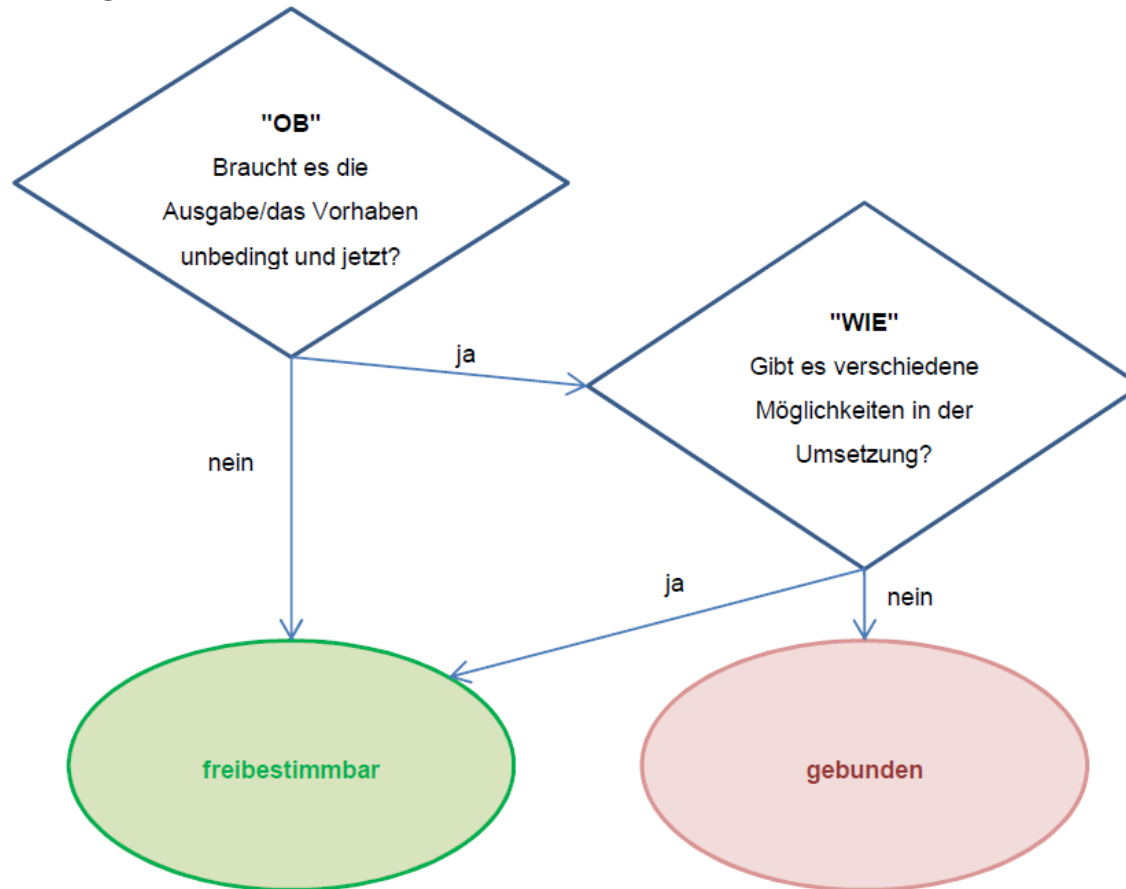 "OB"
Braucht es die
Ausgabe/das Vorhaben
unbedingt und jetzt?
"WIE"
Gibt es verschiedene
Möglichkeiten in der
Umsetzung?
ja
nein
ja
nein
freibestimmbar
gebunden